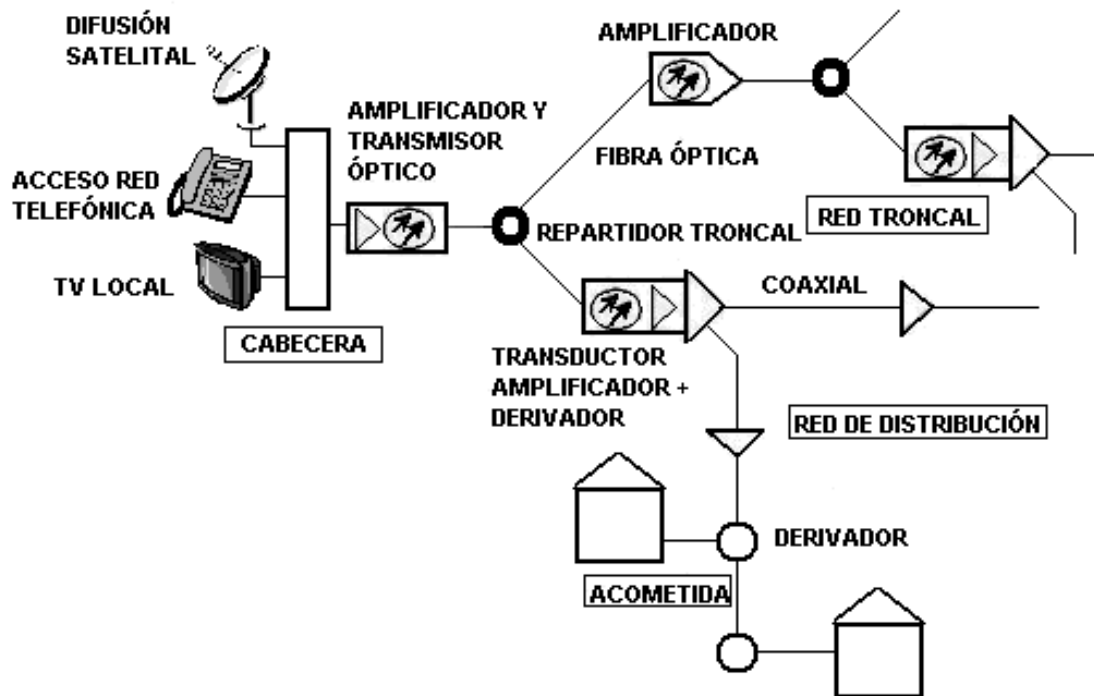 DIFUSIÓN
SATELITAL
ACCESO RED
TELEFÓNICA
TV LOCAL
CABECERA
AMPLIFICADOR Y
TRANSMISOR
ÓPTICO
AMPLIFICADOR
FIBRA ÓPTICA
RED TRONCAL
REPARTIDOR TRONCAL
COAXIAL
TRANSDUCTOR
AMPLIFICADOR +
DERIVADOR
RED DE DISTRIBUCIÓN
DERIVADOR
ACOMETIDA